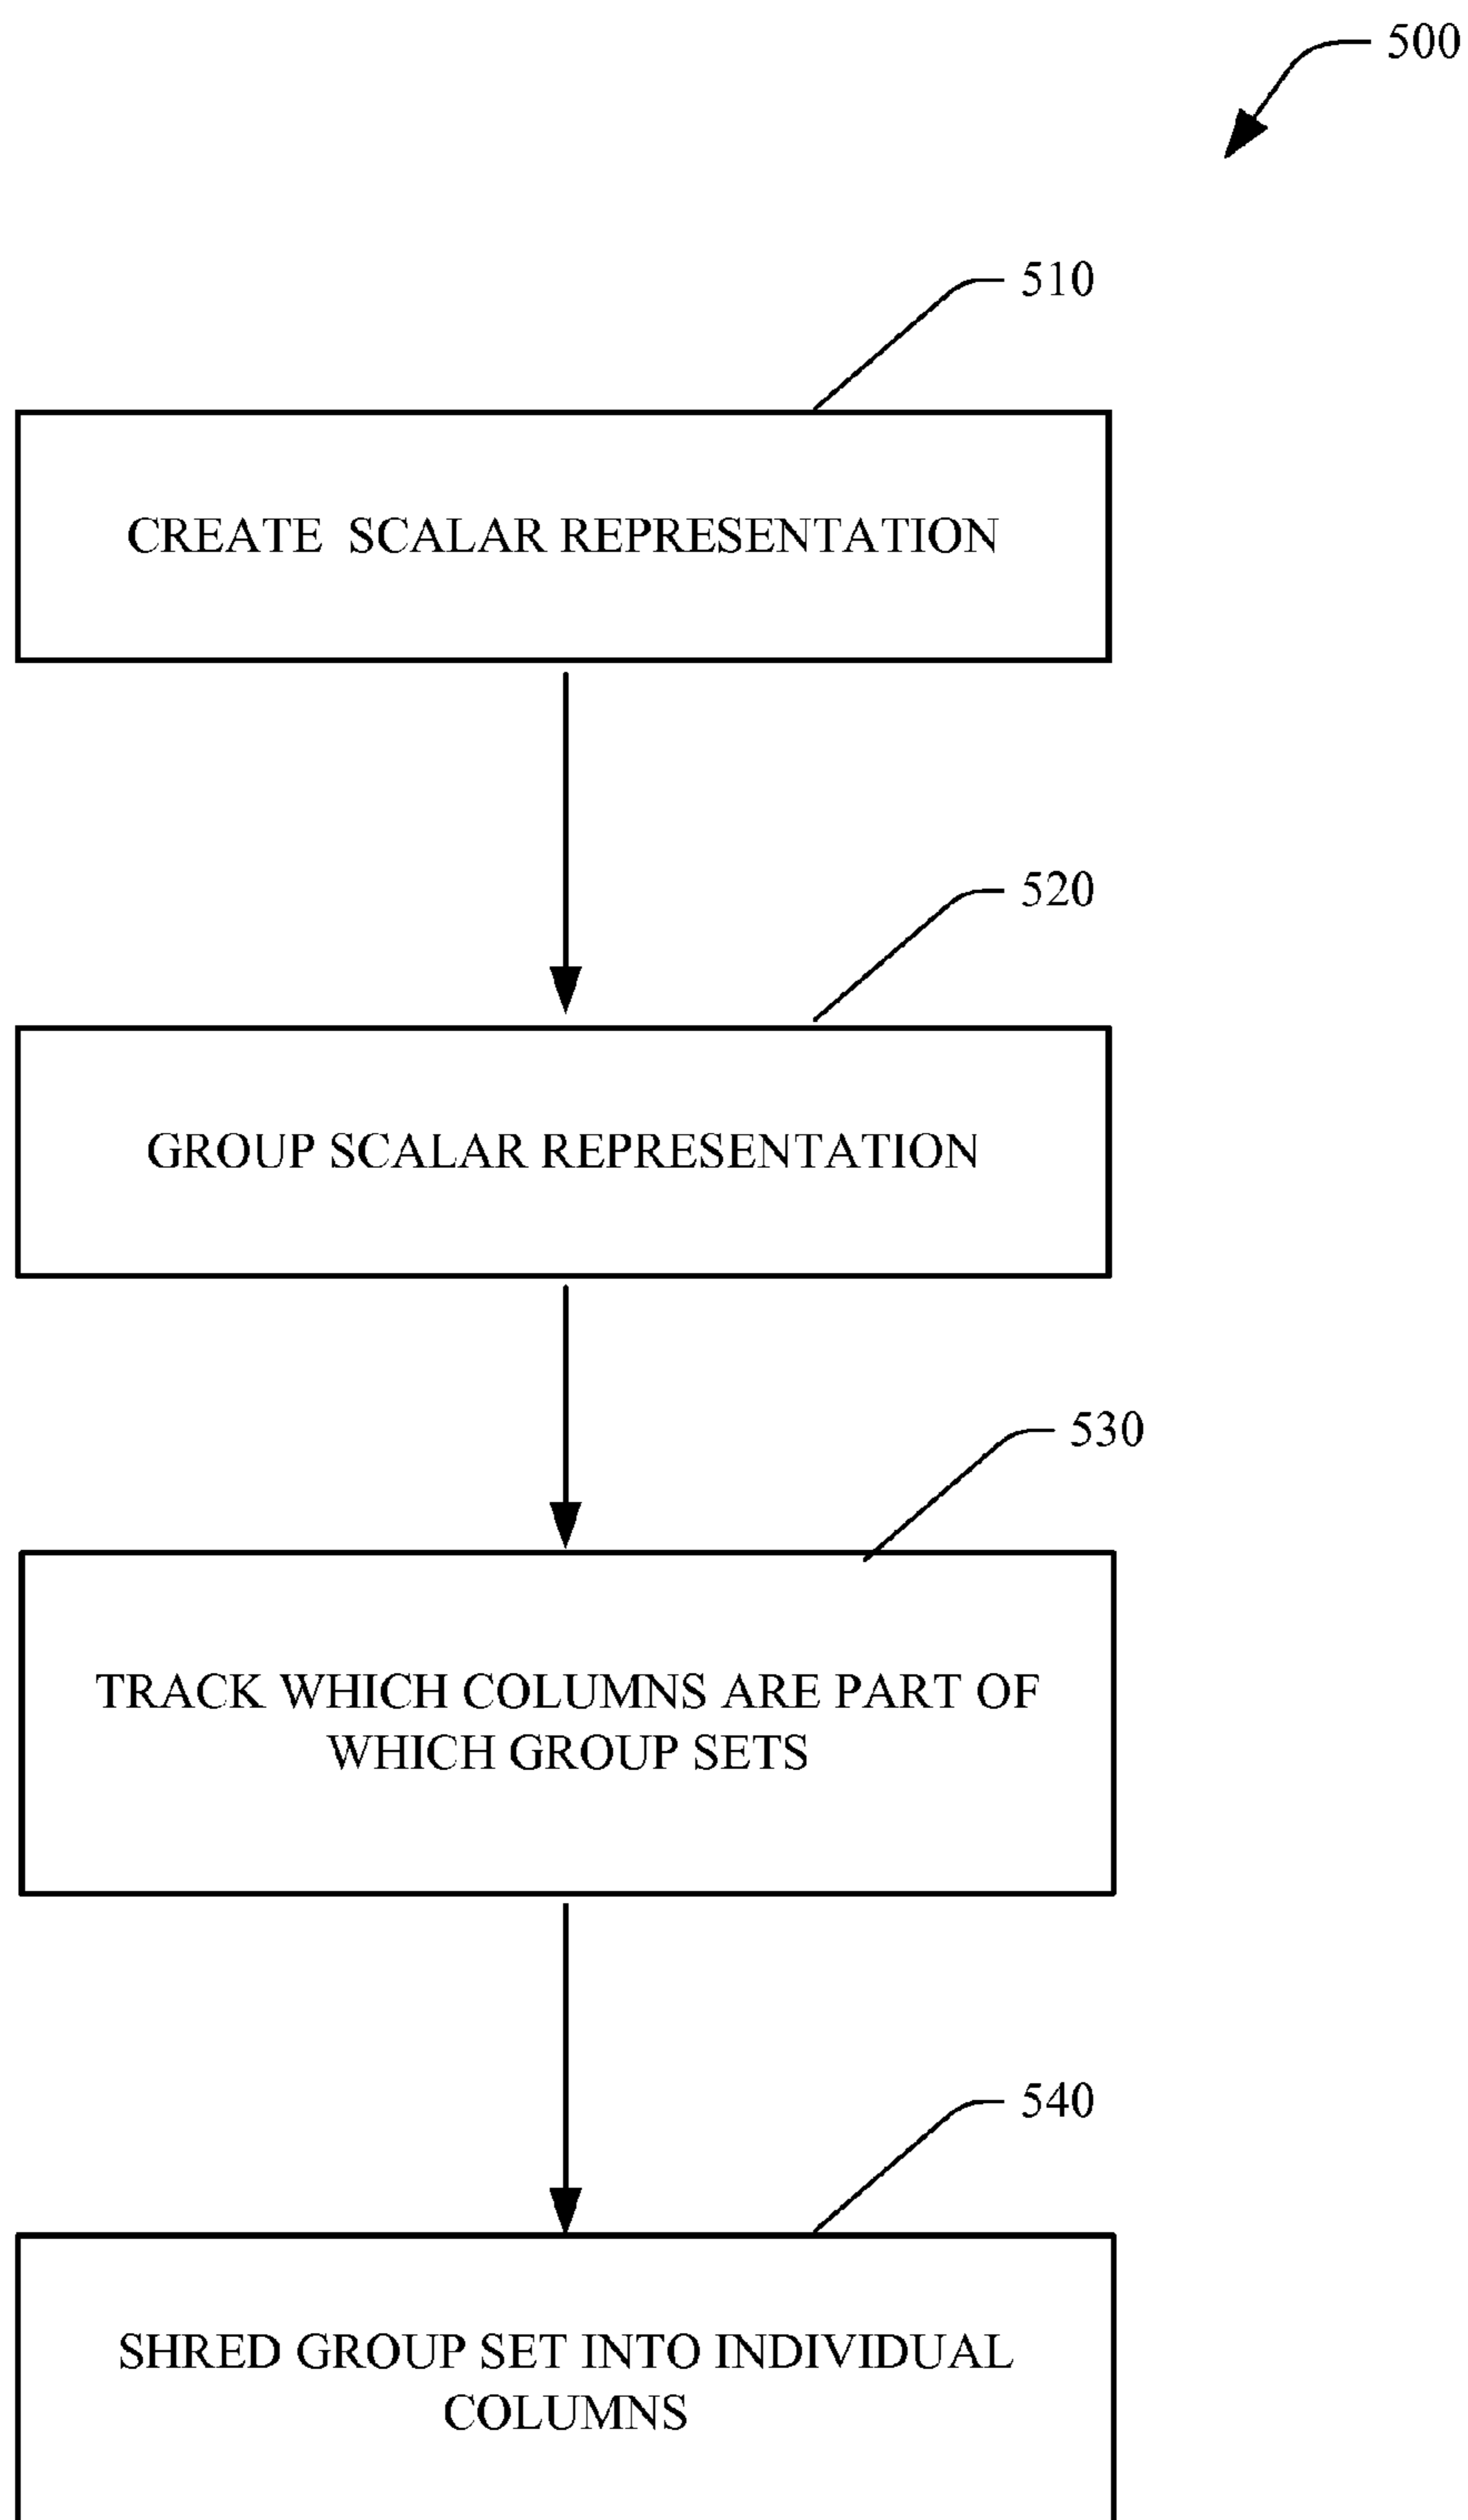 500
510
CREATE SCALAR REPRESENTATION
520
GROUP SCALAR REPRESENTATION
530
TRACK WHICH COLUMNS ARE PART OF
WHICH GROUP SETS
540
SHRED GROUP SET INTO INDIVIDUAL
COLUMNS